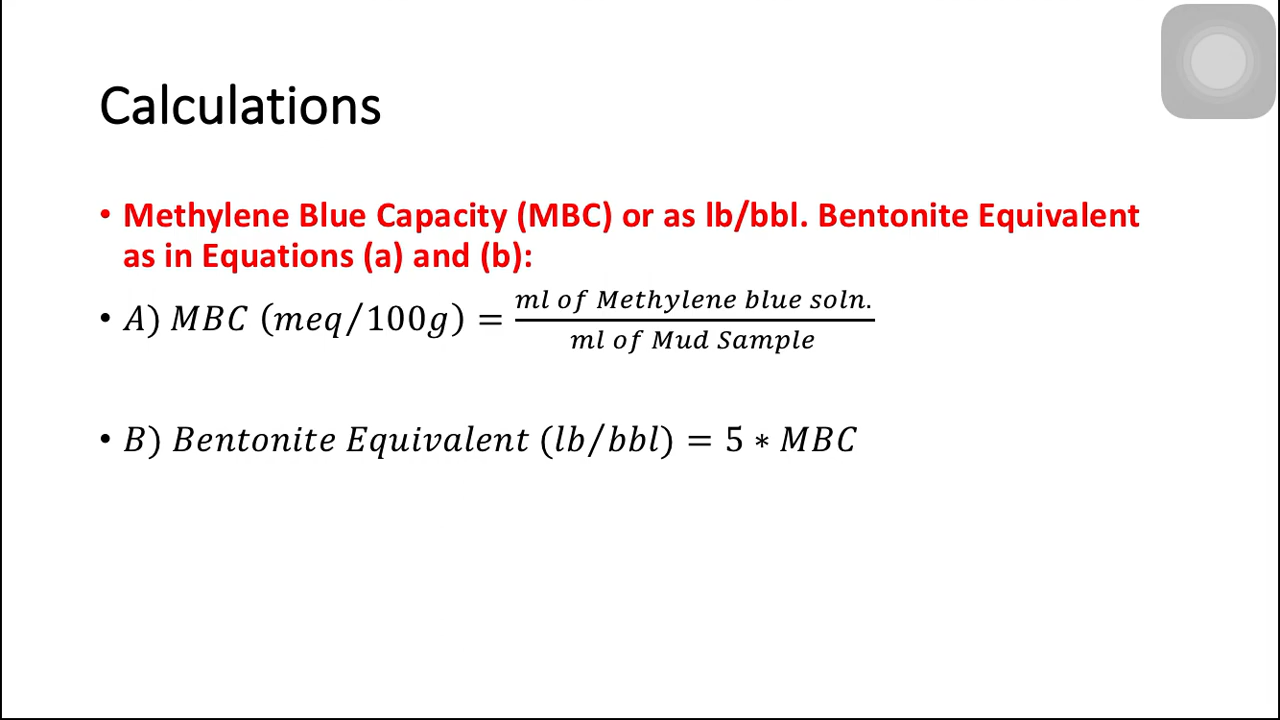 Calculations
• Methylene Blue Capacity (MBC) or as lb/bbl. Bentonite Equivalent
as in Equations (a) and (b):
• A) MBC (meq/100g) = ml of Methylene blue soln. / ml of Mud Sample
• B) Bentonite Equivalent (lb/bbl) = 5 ∗ MBC